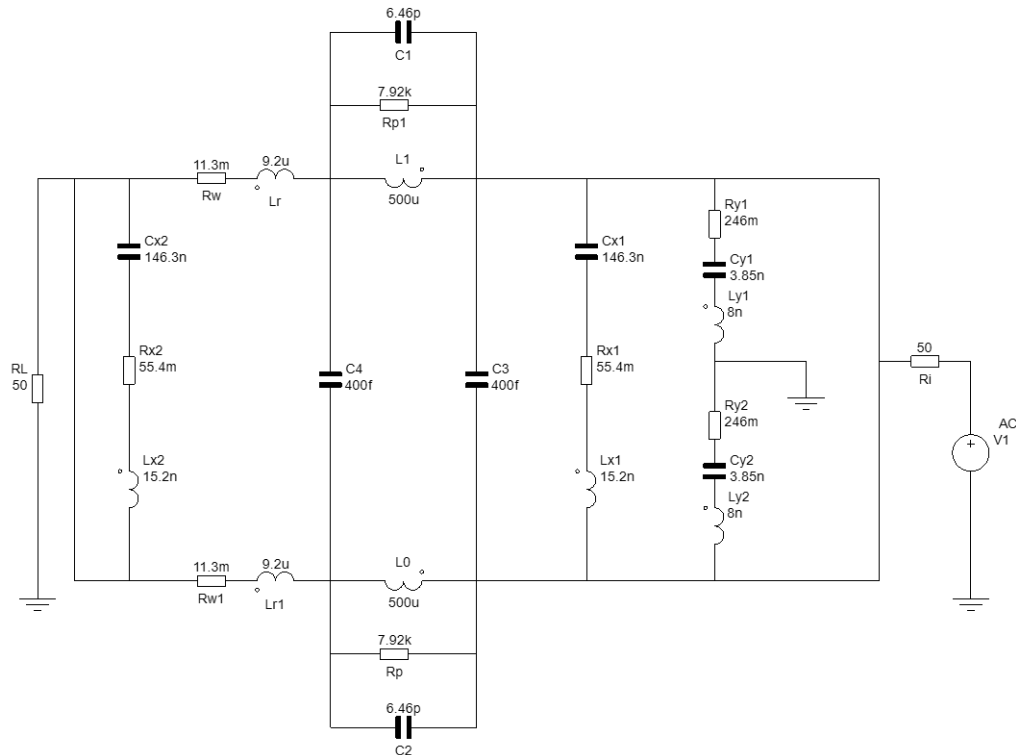 6.46p
C1
7.92k
Rp1
11.3m
Rw
9.2u
Lr
L1
500u
Cx2
146.3n
Cx1
146.3n
Ry1
246m
Cy1
3.85n
Ly1
8n
RL
50
Rx2
55.4m
C4
400f
C3
400f
Rx1
55.4m
50
Ri
Ry2
246m
AC
V1
Cy2
3.85n
Lx2
15.2n
Lx1
15.2n
Ly2
8n
11.3m
Rw1
9.2u
Lr1
L0
500u
7.92k
Rp
6.46p
C2